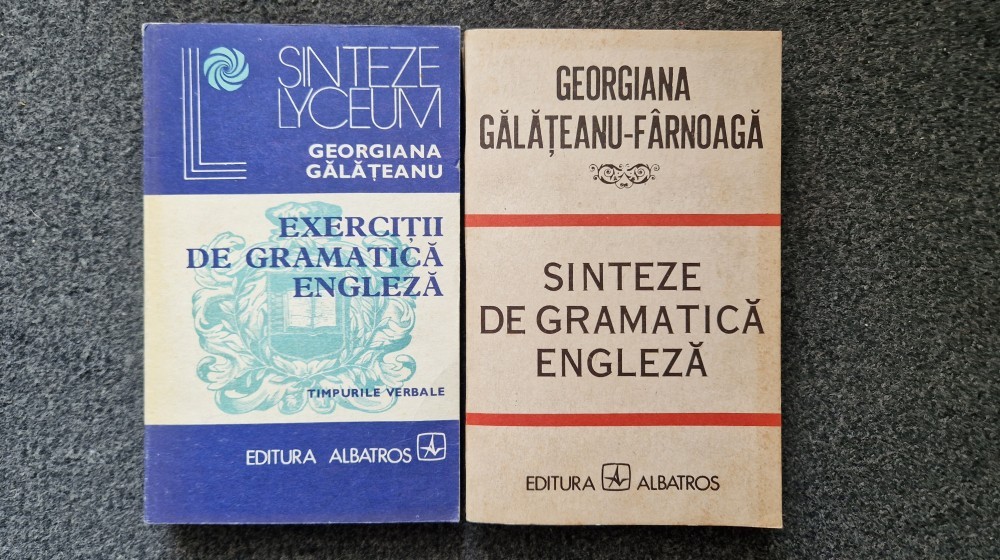 SINTEZE
LYCEUM
GEORGIANA
GĂLĂȚEANU
EXERCIȚII
DE GRAMATICĂ
ENGLEZĂ
TIMPURILE VERBALE
EDITURA ALBATROS
GEORGIANA
GĂLĂȚEANU-FÂRNOAGĂ
SINTEZE
DE GRAMATICĂ
ENGLEZĂ
EDITURA ALBATROS